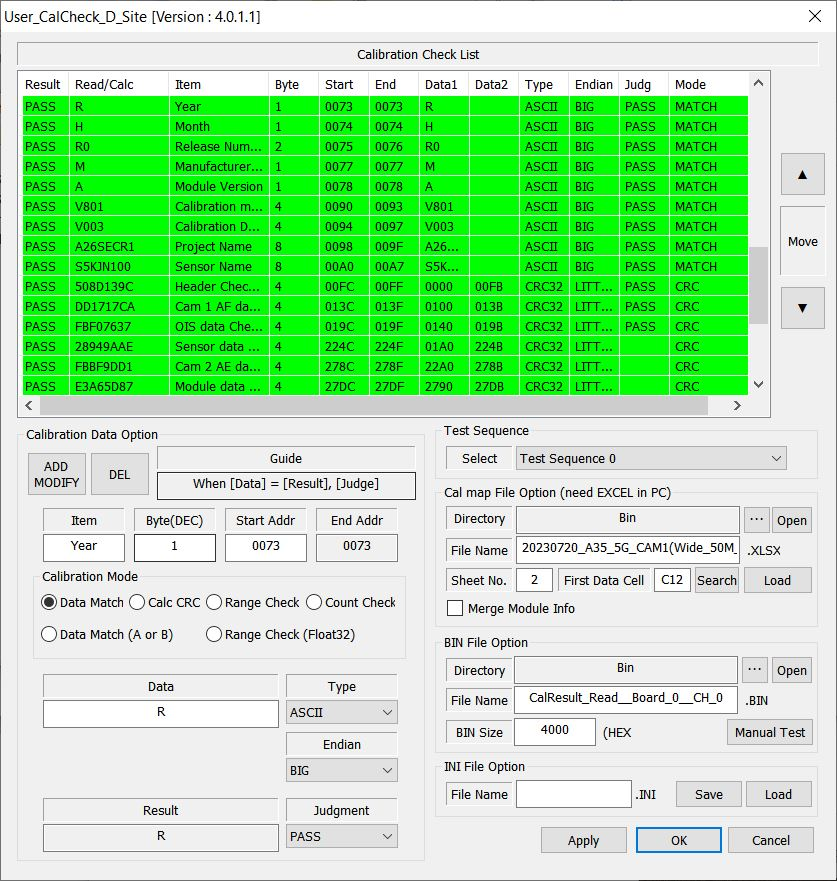 User_CalCheck_D_Site [Version : 4.0.1.1]
Calibration Check List
Result Read/Calc Item Byte Start End Data1 Data2 Type Endian Judg Mode
PASS R Year 1 0073 0073 R ASCII BIG PASS MATCH
PASS H Month 1 0074 0074 H ASCII BIG PASS MATCH
PASS R0 Release Num... 2 0075 0076 R0 ASCII BIG PASS MATCH
PASS M Manufacturer... 1 0077 0077 M ASCII BIG PASS MATCH
PASS A Module Version 1 0078 0078 A ASCII BIG PASS MATCH
PASS V801 Calibration m... 4 0090 0093 V801 ASCII BIG PASS MATCH
PASS V003 Calibration D... 4 0094 0097 V003 ASCII BIG PASS MATCH
PASS A26SECR1 Project Name 8 0098 009F A26... ASCII BIG PASS MATCH
PASS S5KJN100 Sensor Name 8 00A0 00A7 S5K... ASCII BIG PASS MATCH
PASS 508D139C Header Chec... 4 00FC 00FF 0000 00FB CRC32 LITT... PASS CRC
PASS DD1717CA Cam 1 AF da... 4 013C 013F 0100 013B CRC32 LITT... PASS CRC
PASS FBF07637 OIS data Che... 4 019C 019F 0140 019B CRC32 LITT... PASS CRC
PASS 28949AAE Sensor data ... 4 224C 224F 01A0 224B CRC32 LITT... CRC
PASS FBBF9DD1 Cam 2 AE da... 4 278C 278F 22A0 278B CRC32 LITT... CRC
PASS E3A65D87 Module data ... 4 27DC 27DF 2790 27DB CRC32 LITT... CRC
Move
Calibration Data Option
ADD
MODIFY
DEL
Guide
When [Data] = [Result], [Judge]
Item Byte(DEC) Start Addr End Addr
Year 1 0073 0073
Calibration Mode
Data Match Calc CRC Range Check Count Check
Data Match (A or B) Range Check (Float32)
Data Type
R ASCII
Endian
BIG
Result Judgment
R PASS
Test Sequence
Select Test Sequence 0
Cal map File Option (need EXCEL in PC)
Directory Bin ... Open
File Name 20230720_A35_5G_CAM1(Wide_50M_ .XLSX
Sheet No. 2 First Data Cell C12 Search Load
Merge Module Info
BIN File Option
Directory Bin ... Open
File Name CalResult_Read__Board_0__CH_0 .BIN
BIN Size 4000 (HEX Manual Test
INI File Option
File Name .INI Save Load
Apply OK Cancel